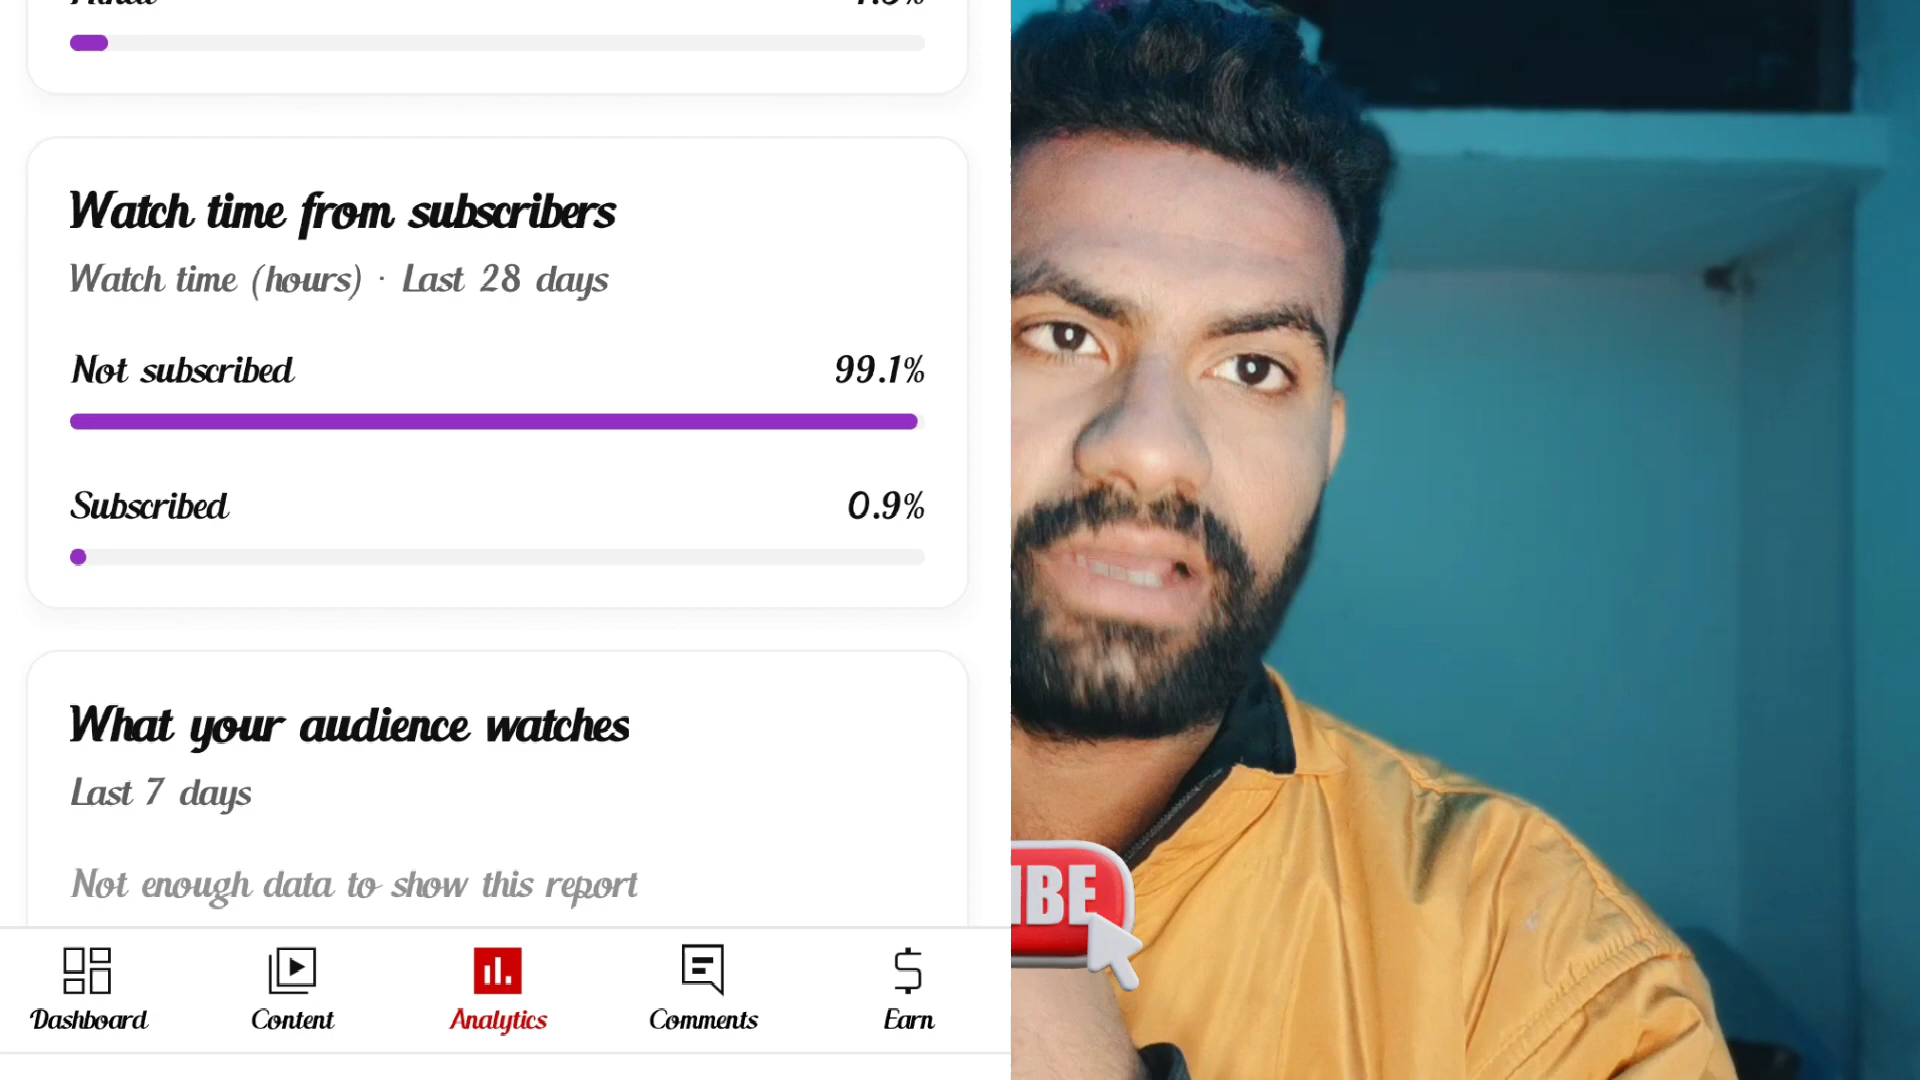 Watch time from subscribers
Watch time (hours) · Last 28 days
Not subscribed 99.1%
Subscribed 0.9%
What your audience watches
Last 7 days
Not enough data to show this report
Dashboard Content Analytics Comments Earn
IBE